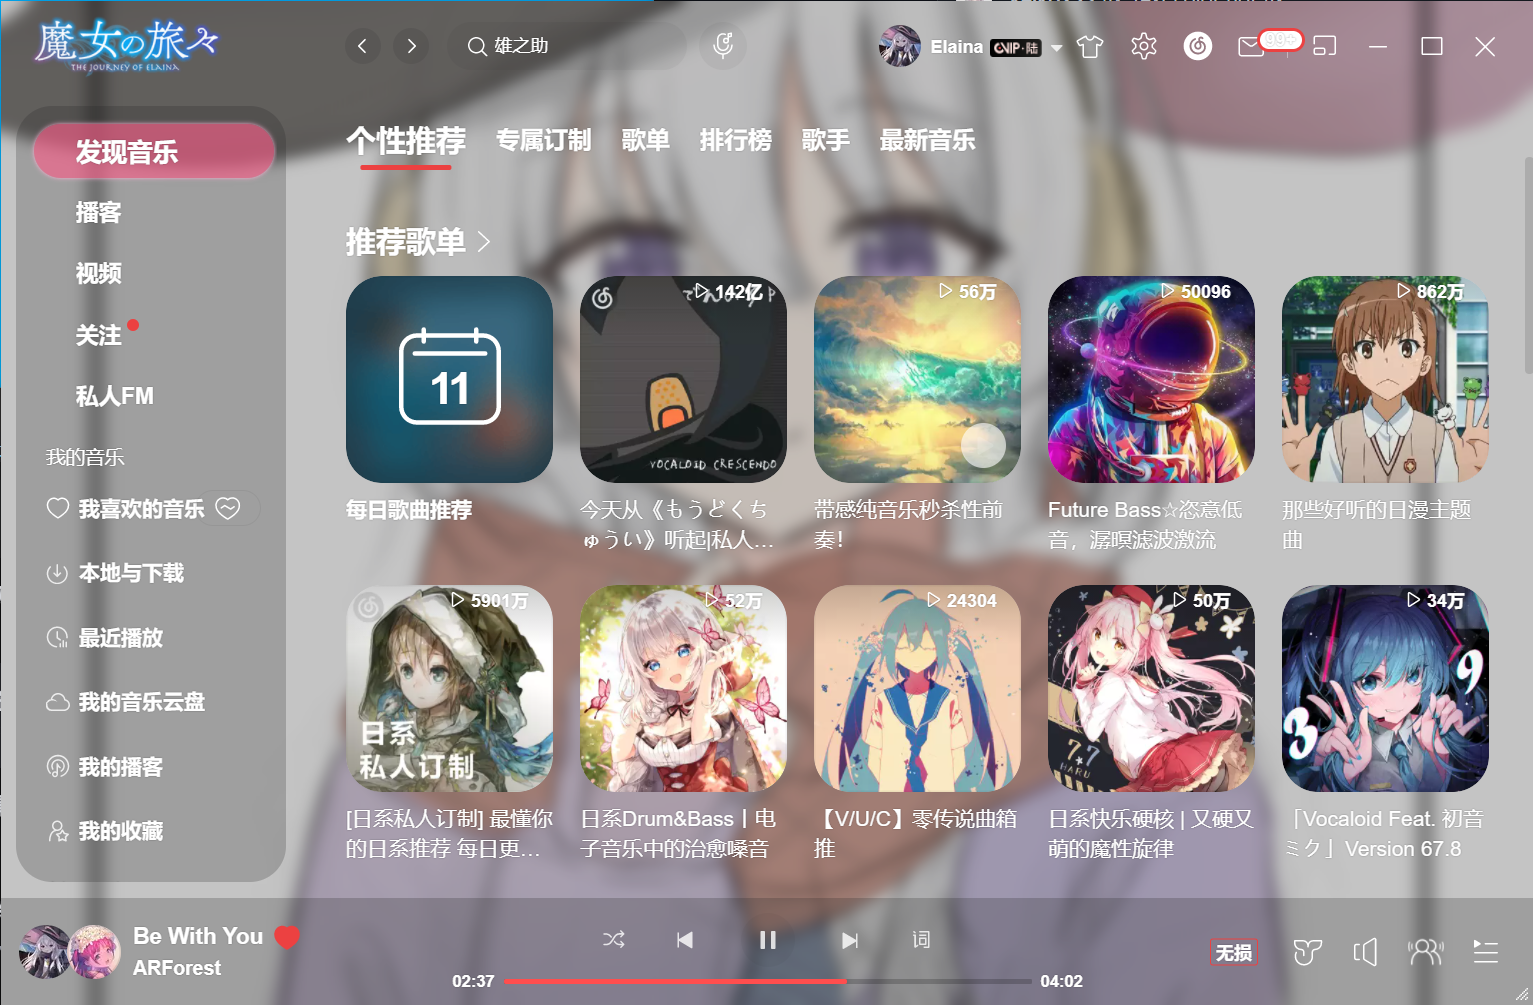 魔女の旅々
THE JOURNEY OF ELAINA
雄之助
Elaina
CVIP·陆
99+
发现音乐
播客
视频
关注
私人FM
我的音乐
我喜欢的音乐
本地与下载
最近播放
我的音乐云盘
我的播客
我的收藏
个性推荐 专属订制 歌单 排行榜 歌手 最新音乐
推荐歌单
11
142亿
VOCALOID CRESCENDO
56万
50096
862万
每日歌曲推荐
今天从《もうどくち
ゅうい》听起|私人...
带感纯音乐秒杀性前
奏！
Future Bass☆恣意低
音，潺暝滤波激流
那些好听的日漫主题
曲
5901万
日系
私人订制
52万
24304
50万
77
HARU
34万
39
[日系私人订制] 最懂你
的日系推荐 每日更...
日系Drum&Bass丨电
子音乐中的治愈嗓音
【V/U/C】零传说曲箱
推
日系快乐硬核 | 又硬又
萌的魔性旋律
「Vocaloid Feat. 初音
ミク」Version 67.8
Be With You
ARForest
词
02:37
04:02
无损